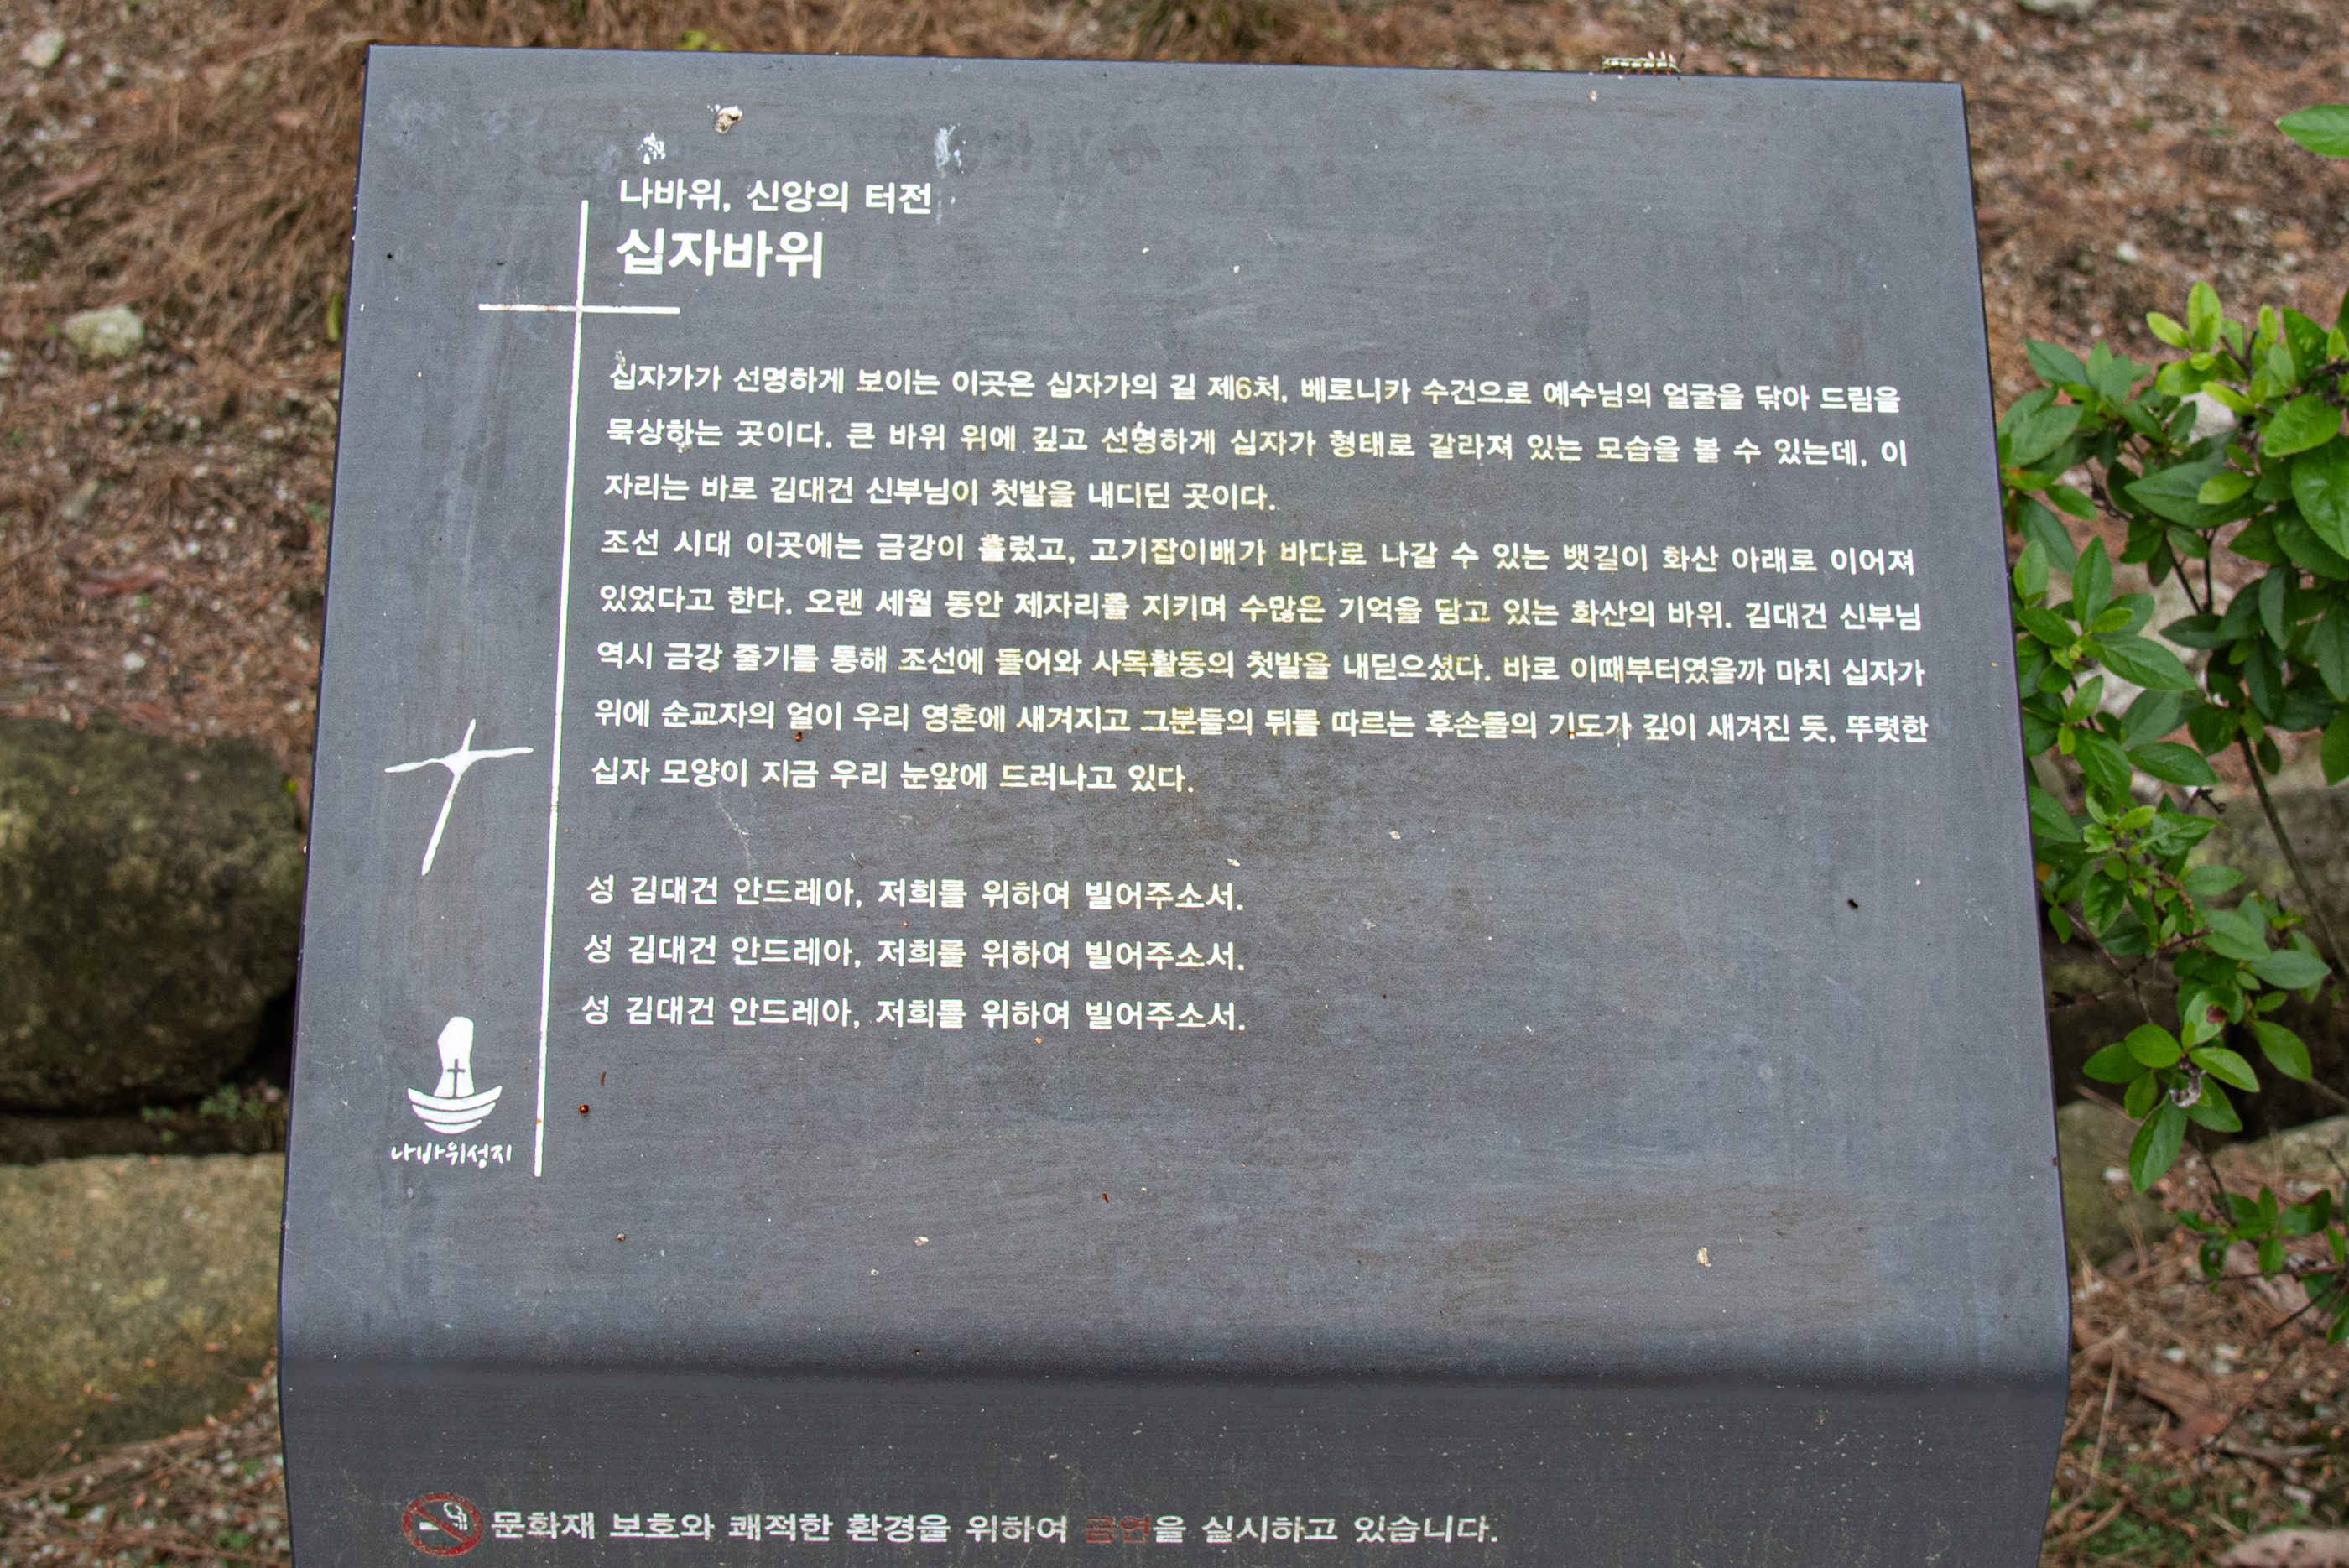 나바위, 신앙의 터전
십자바위
십자가가 선명하게 보이는 이곳은 십자가의 길 제6처, 베로니카 수건으로 예수님의 얼굴을 닦아 드림을
묵상하는 곳이다. 큰 바위 위에 깊고 선명하게 십자가 형태로 갈라져 있는 모습을 볼 수 있는데, 이
자리는 바로 김대건 신부님이 첫발을 내디딘 곳이다.
조선 시대 이곳에는 금강이 흘렀고, 고기잡이배가 바다로 나갈 수 있는 뱃길이 화산 아래로 이어져
있었다고 한다. 오랜 세월 동안 제자리를 지키며 수많은 기억을 담고 있는 화산의 바위. 김대건 신부님
역시 금강 줄기를 통해 조선에 들어와 사목활동의 첫발을 내딛으셨다. 바로 이때부터였을까 마치 십자가
위에 순교자의 얼이 우리 영혼에 새겨지고 그분들의 뒤를 따르는 후손들의 기도가 깊이 새겨진 듯, 뚜렷한
십자 모양이 지금 우리 눈앞에 드러나고 있다.
성 김대건 안드레아, 저희를 위하여 빌어주소서.
성 김대건 안드레아, 저희를 위하여 빌어주소서.
성 김대건 안드레아, 저희를 위하여 빌어주소서.
나바위성지
문화재 보호와 쾌적한 환경을 위하여 금연을 실시하고 있습니다.